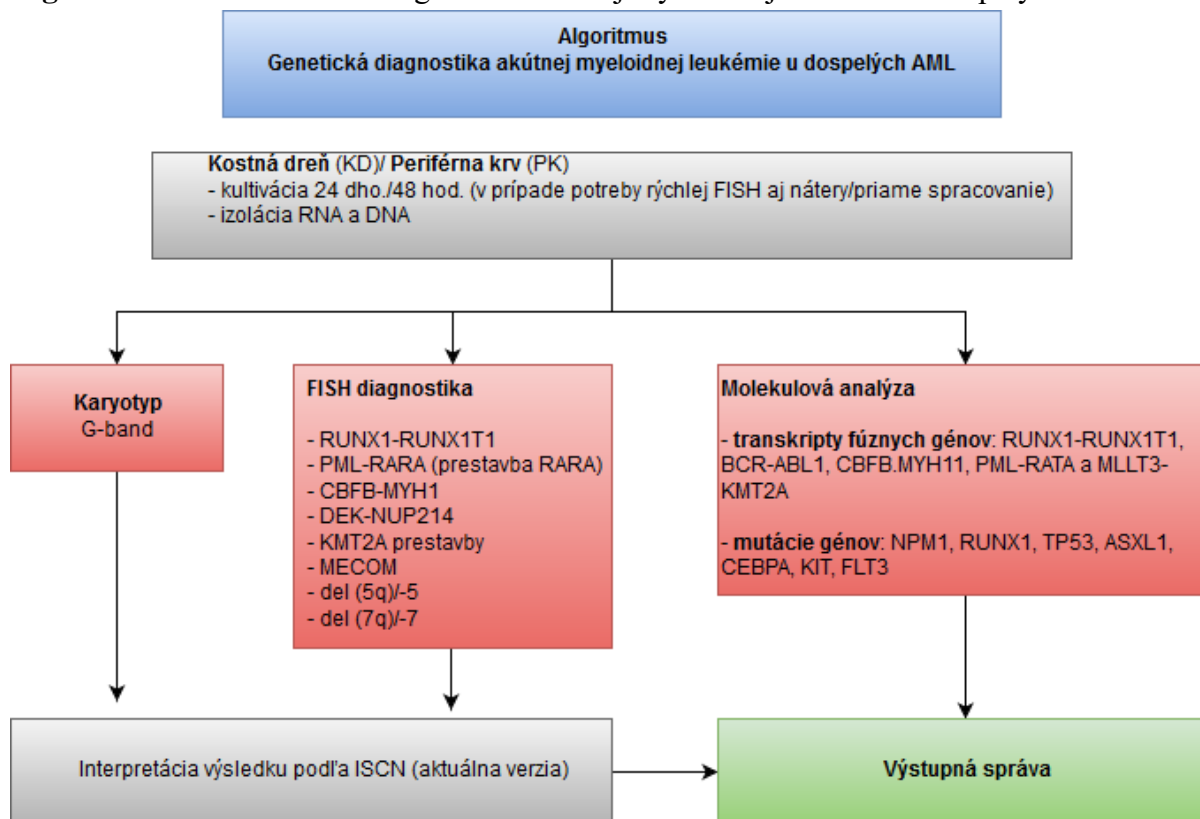 Algoritmus
Genetická diagnostika akútnej myeloidnej leukémie u dospelých AML
Kostná dreň (KD)/ Periférna krv (PK)
- kultivácia 24 dho./48 hod. (v prípade potreby rýchlej FISH aj nátery/priame spracovanie)
- izolácia RNA a DNA
Karyotyp
G-band
FISH diagnostika
- RUNX1-RUNX1T1
- PML-RARA (prestavba RARA)
- CBFB-MYH1
- DEK-NUP214
- KMT2A prestavby
- MECOM
- del (5q)/-5
- del (7q)/-7
Molekulová analýza
- transkripty fúznych génov: RUNX1-RUNX1T1,
BCR-ABL1, CBFB.MYH11, PML-RATA a MLLT3-
KMT2A
- mutácie génov: NPM1, RUNX1, TP53, ASXL1,
CEBPA, KIT, FLT3
Interpretácia výsledku podľa ISCN (aktuálna verzia)
Výstupná správa